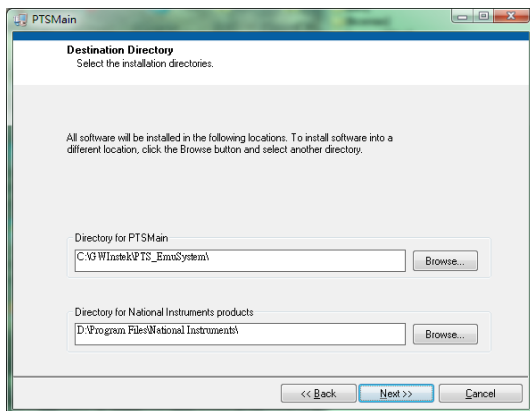 PTSMain
Destination Directory
Select the installation directories.
All software will be installed in the following locations. To install software into a
different location, click the Browse button and select another directory.
Directory for PTSMain
C:\GWInstek\PTS_EmuSystem\
Browse...
Directory for National Instruments products
D:\Program Files\National Instruments\
Browse...
<< Back
Next >>
Cancel